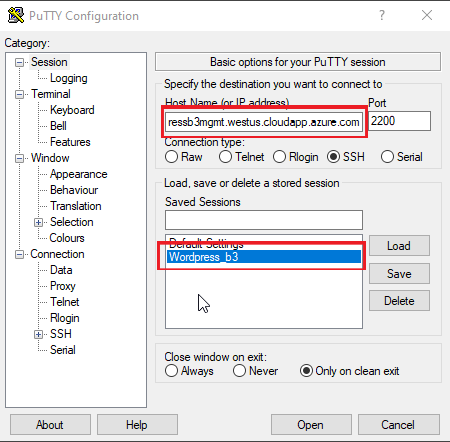 PuTTY Configuration
?
Category:
Session
Logging
Terminal
Keyboard
Bell
Features
Window
Appearance
Behaviour
Translation
Selection
Colours
Connection
Data
Proxy
Telnet
Rlogin
SSH
Serial
Basic options for your PuTTY session
Specify the destination you want to connect to
Host Name (or IP address) Port
ressb3mgmt.westus.cloudapp.azure.com 2200
Connection type:
Raw Telnet Rlogin SSH Serial
Load, save or delete a stored session
Saved Sessions
Default Settings
Wordpress_b3
Load
Save
Delete
Close window on exit:
Always Never Only on clean exit
About Help Open Cancel